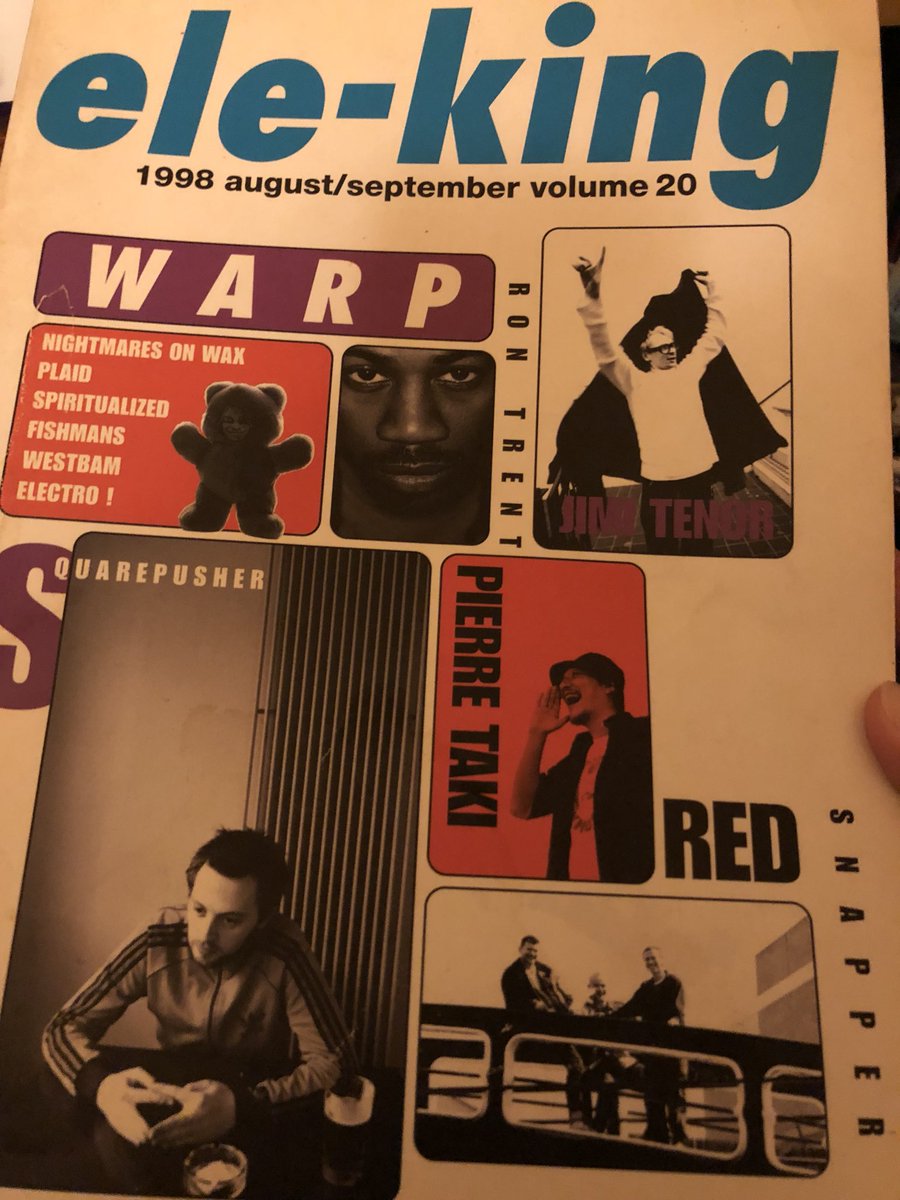 ele-king
1998 august/september volume 20
WARP
NIGHTMARES ON WAX
PLAID
SPIRITUALIZED
FISHMANS
WESTBAM
ELECTRO !
RON TRENT
JIMI TENOR
SQUAREPUSHER
PIERRE TAKI
RED
SNAPPER